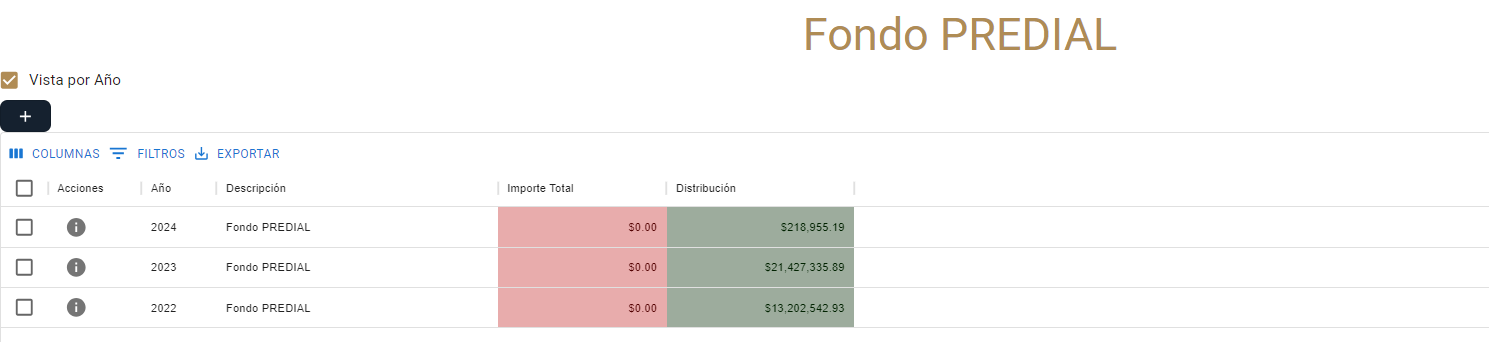 Fondo PREDIAL
Vista por Año
+
COLUMNAS FILTROS EXPORTAR
Acciones Año Descripción Importe Total Distribución
2024 Fondo PREDIAL $0.00 $218,955.19
2023 Fondo PREDIAL $0.00 $21,427,335.89
2022 Fondo PREDIAL $0.00 $13,202,542.93